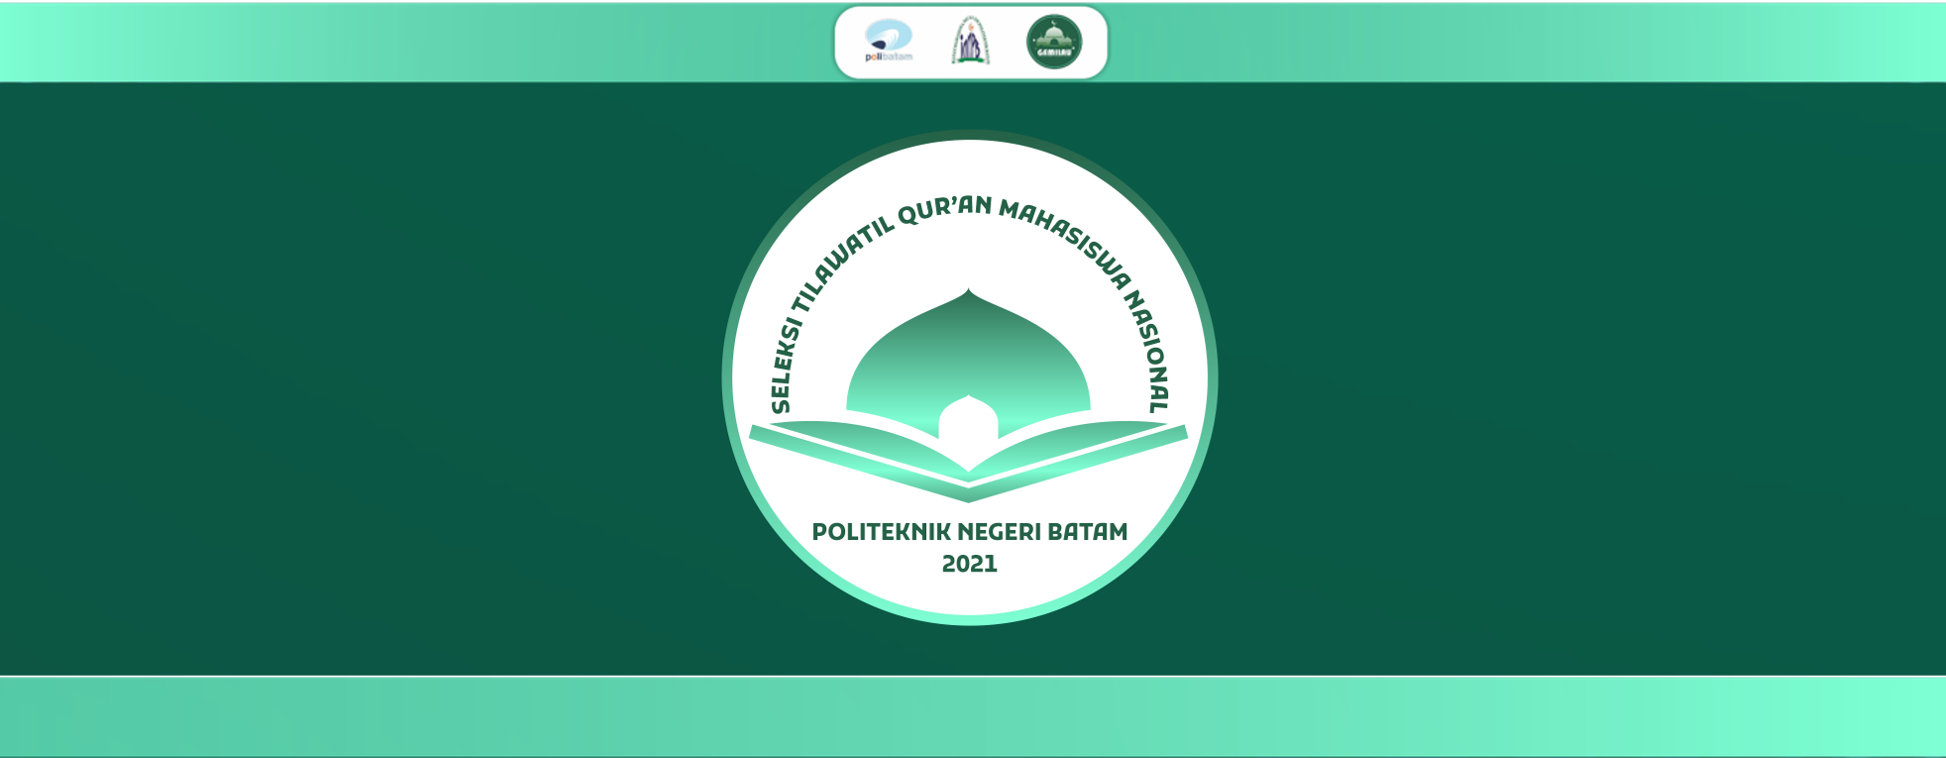 polibatam
GEMILAU
SELEKSI TILAWATIL QUR’AN MAHASISWA NASIONAL
POLITEKNIK NEGERI BATAM
2021